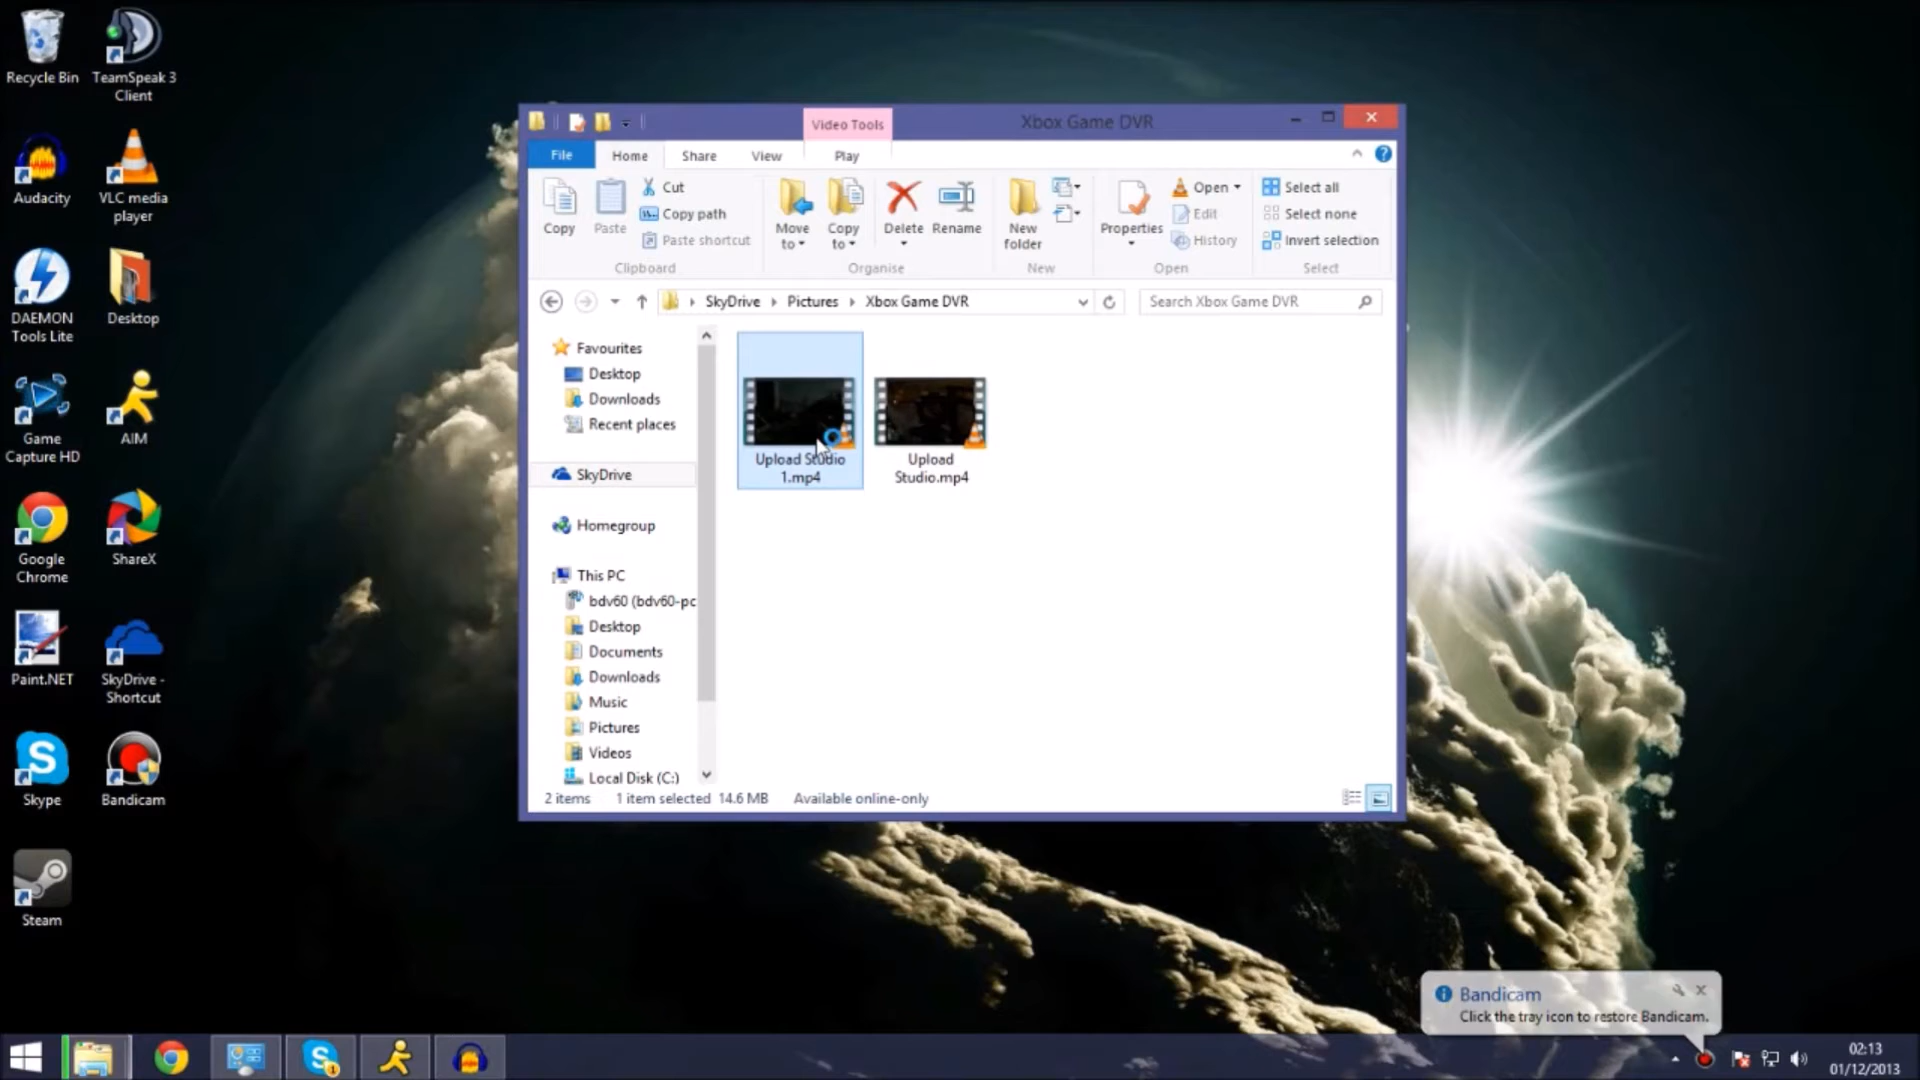 Recycle Bin
TeamSpeak 3
Client
Audacity
VLC media
player
DAEMON
Tools Lite
Desktop
Game
Capture HD
AIM
Google
Chrome
ShareX
Paint.NET
SkyDrive -
Shortcut
Skype
Bandicam
Steam
Video Tools
Xbox Game DVR
File
Home
Share
View
Play
Copy
Paste
Cut
Copy path
Paste shortcut
Clipboard
Move
to
Copy
to
Delete
Rename
Organise
New
folder
New
Properties
Open
Edit
History
Open
Select all
Select none
Invert selection
Select
SkyDrive
Pictures
Xbox Game DVR
Search Xbox Game DVR
Favourites
Desktop
Downloads
Recent places
SkyDrive
Homegroup
This PC
bdv60 (bdv60-pc
Desktop
Documents
Downloads
Music
Pictures
Videos
Local Disk (C:)
Upload Studio
1.mp4
Upload
Studio.mp4
2 items
1 item selected 14.6 MB
Available online-only
Bandicam
Click the tray icon to restore Bandicam.
02:13
01/12/2013